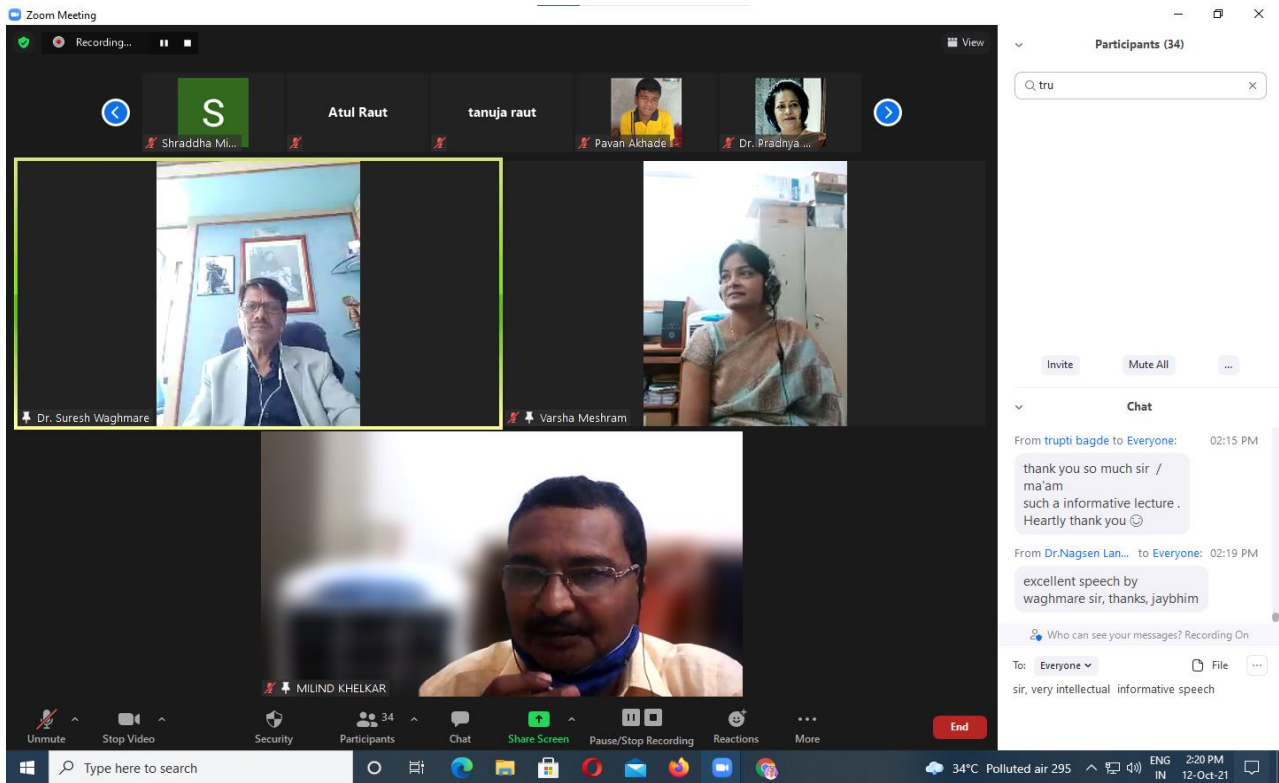 Zoom Meeting
Recording...
View
S
Shraddha Mi...
Atul Raut
tanuja raut
Pavan Akhade
Dr. Pradnya ...
Dr. Suresh Waghmare
Varsha Meshram
MILIND KHELKAR
Unmute
Stop Video
Security
34
Participants
Chat
Share Screen
Pause/Stop Recording
Reactions
More
End
Participants (34)
tru
Invite
Mute All
...
Chat
From trupti bagde to Everyone: 02:15 PM
thank you so much sir /
ma'am
such a informative lecture .
Heartly thank you ☺
From Dr.Nagsen Lan... to Everyone: 02:19 PM
excellent speech by
waghmare sir, thanks, jaybhim
Who can see your messages? Recording On
To: Everyone File ...
sir, very intellectual informative speech
Type here to search
34°C Polluted air 295
ENG
IN
2:20 PM
12-Oct-21